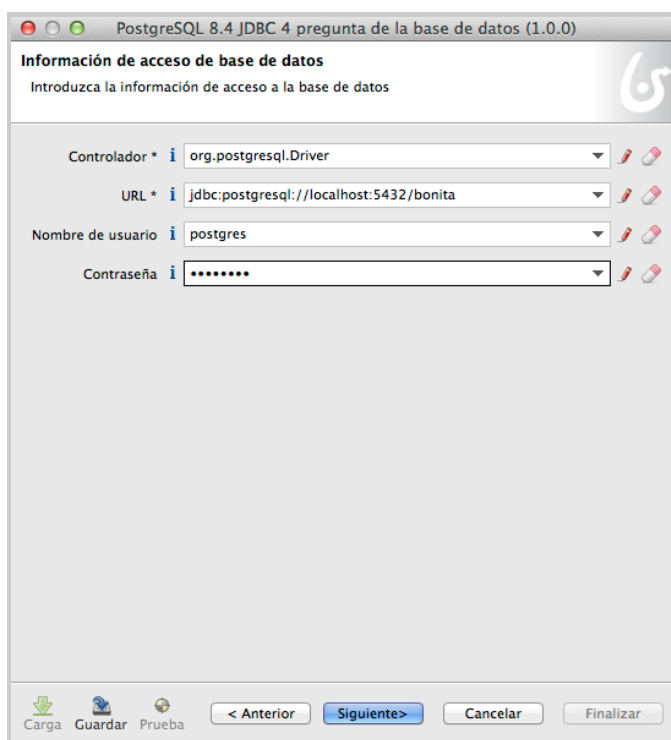 PostgreSQL 8.4 JDBC 4 pregunta de la base de datos (1.0.0)
Información de acceso de base de datos
Introduzca la información de acceso a la base de datos
Controlador * i org.postgresql.Driver
URL * i jdbc:postgresql://localhost:5432/bonita
Nombre de usuario i postgres
Contraseña i ••••••••
Carga Guardar Prueba < Anterior Siguiente> Cancelar Finalizar